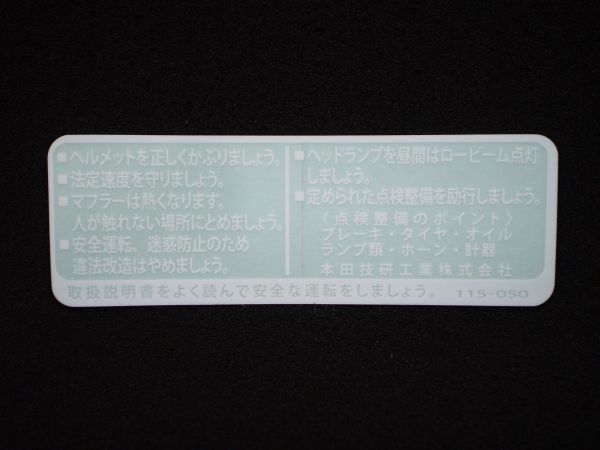 ■ヘルメットを正しくかぶりましょう。
■法定速度を守りましょう。
■マフラーは熱くなります。
人が触れない場所にとめましょう。
■安全運転、迷惑防止のため
違法改造はやめましょう。
■ヘッドランプを昼間はロービーム点灯
しましょう。
■定められた点検整備を励行しましょう。
〈点検整備のポイント〉
ブレーキ・タイヤ・オイル
ランプ類・ホーン・計器
本田技研工業株式会社
取扱説明書をよく読んで安全な運転をしましょう。 115-050